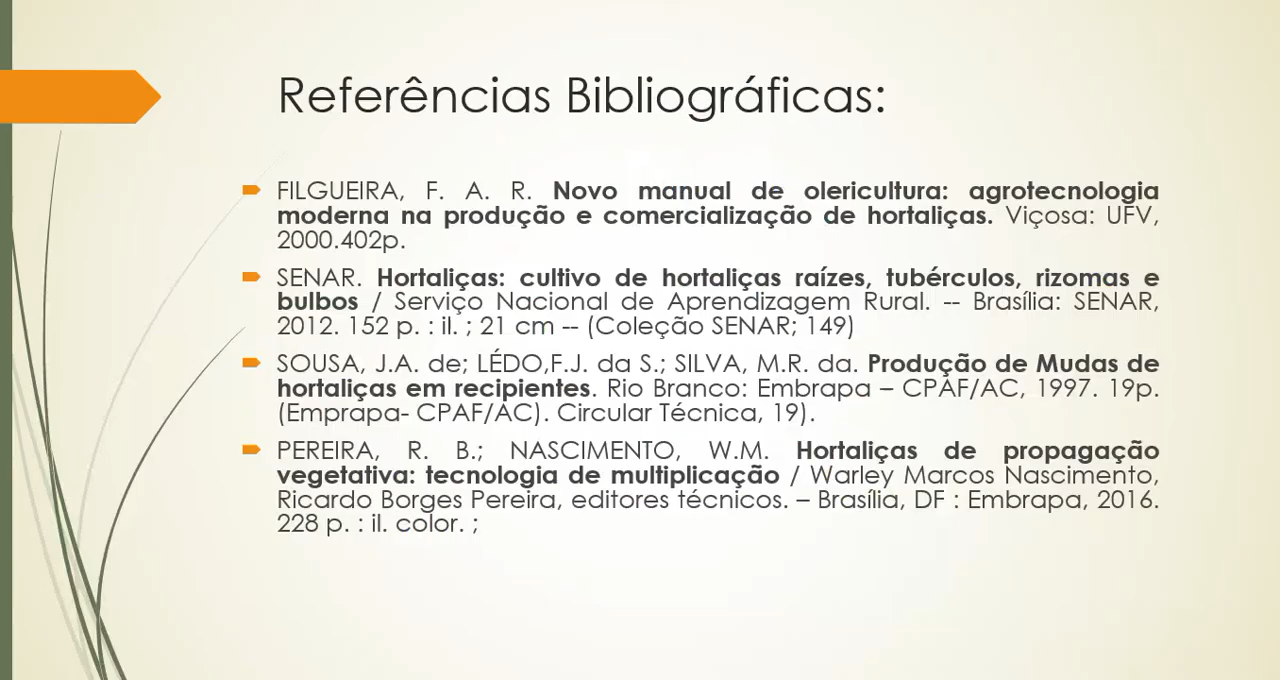 Referências Bibliográficas:
FILGUEIRA, F. A. R. Novo manual de olericultura: agrotecnologia
moderna na produção e comercialização de hortaliças. Viçosa: UFV,
2000.402p.
SENAR. Hortaliças: cultivo de hortaliças raízes, tubérculos, rizomas e
bulbos / Serviço Nacional de Aprendizagem Rural. -- Brasília: SENAR,
2012. 152 p. : il. ; 21 cm -- (Coleção SENAR; 149)
SOUSA, J.A. de; LÉDO,F.J. da S.; SILVA, M.R. da. Produção de Mudas de
hortaliças em recipientes. Rio Branco: Embrapa – CPAF/AC, 1997. 19p.
(Emprapa- CPAF/AC). Circular Técnica, 19).
PEREIRA, R. B.; NASCIMENTO, W.M. Hortaliças de propagação
vegetativa: tecnologia de multiplicação / Warley Marcos Nascimento,
Ricardo Borges Pereira, editores técnicos. – Brasília, DF : Embrapa, 2016.
228 p. : il. color. ;